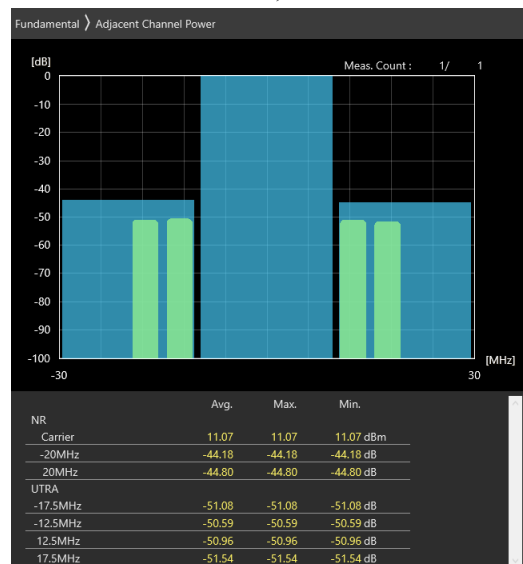 Fundamental 〉 Adjacent Channel Power
[dB]
Meas. Count : 1/ 1
0
-10
-20
-30
-40
-50
-60
-70
-80
-90
-100
[MHz]
-30 30
Avg. Max. Min.
NR
Carrier 11.07 11.07 11.07 dBm
-20MHz -44.18 -44.18 -44.18 dB
20MHz -44.80 -44.80 -44.80 dB
UTRA
-17.5MHz -51.08 -51.08 -51.08 dB
-12.5MHz -50.59 -50.59 -50.59 dB
12.5MHz -50.96 -50.96 -50.96 dB
17.5MHz -51.54 -51.54 -51.54 dB